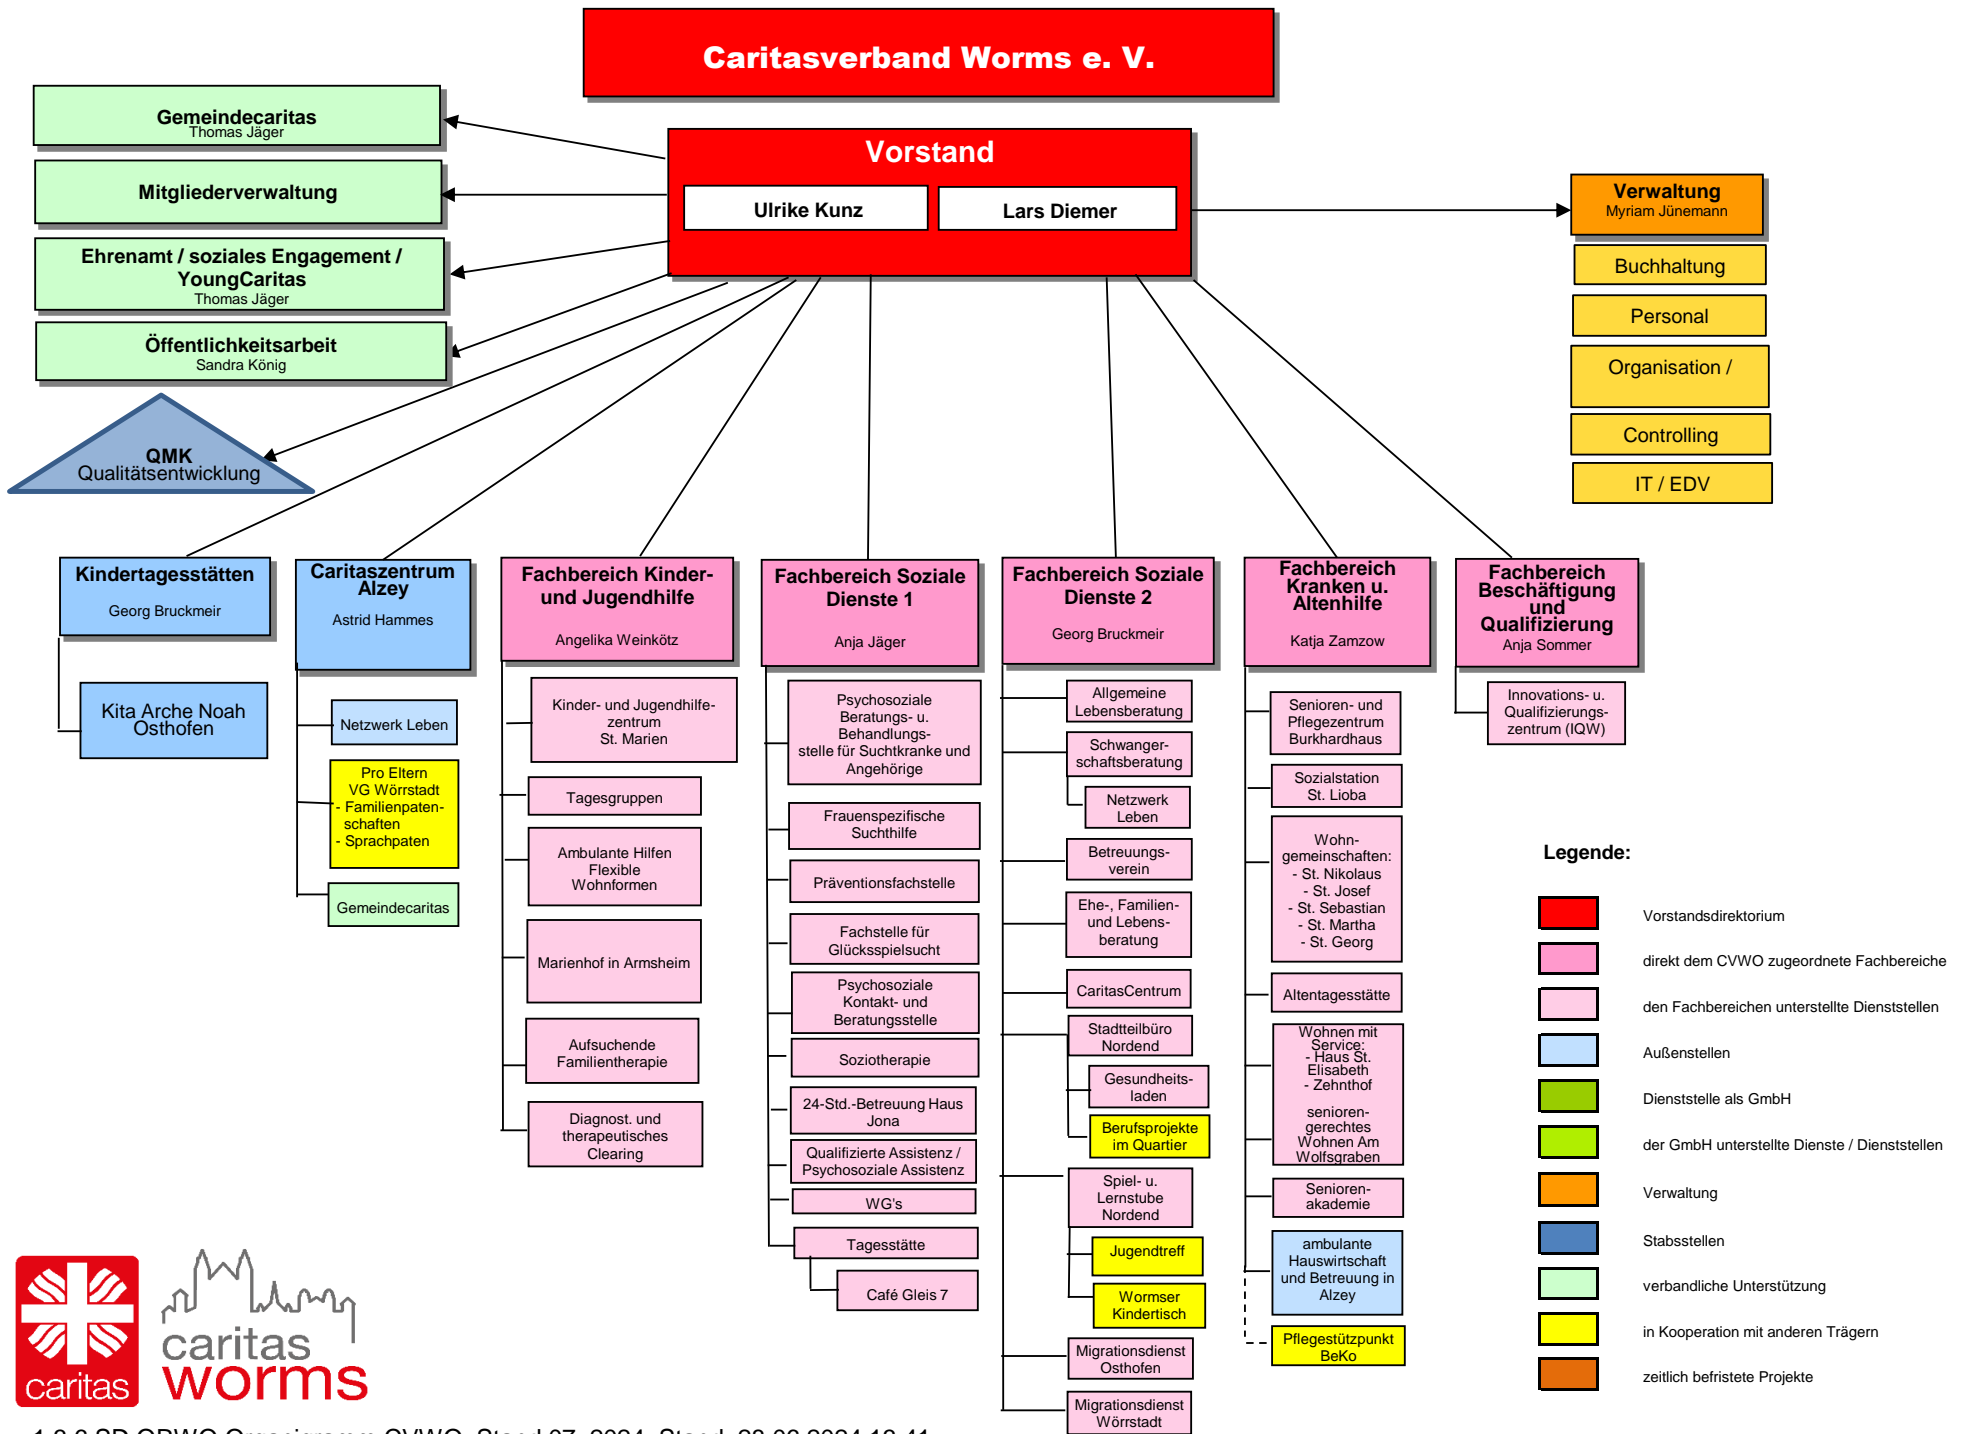 Caritasverband Worms e. V.
Gemeindecaritas
Thomas Jäger
Mitgliederverwaltung
Ehrenamt / soziales Engagement /
YoungCaritas
Thomas Jäger
Öffentlichkeitsarbeit
Sandra König
QMK
Qualitätsentwicklung
Vorstand
Ulrike Kunz
Lars Diemer
Verwaltung
Myriam Jünemann
Buchhaltung
Personal
Organisation /
Controlling
IT / EDV
Kindertagesstätten
Georg Bruckmeir
Kita Arche Noah
Osthofen
Caritaszentrum
Alzey
Astrid Hammes
Netzwerk Leben
Pro Eltern
VG Wörrstadt
- Familienpaten-
schaften
- Sprachpaten
Gemeindecaritas
Fachbereich Kinder-
und Jugendhilfe
Angelika Weinkötz
Kinder- und Jugendhilfe-
zentrum
St. Marien
Tagesgruppen
Ambulante Hilfen
Flexible
Wohnformen
Marienhof in Armsheim
Aufsuchende
Familientherapie
Diagnost. und
therapeutisches
Clearing
Fachbereich Soziale
Dienste 1
Anja Jäger
Psychosoziale
Beratungs- u.
Behandlungs-
stelle für Suchtkranke und
Angehörige
Frauenspezifische
Suchthilfe
Präventionsfachstelle
Fachstelle für
Glücksspielsucht
Psychosoziale
Kontakt- und
Beratungsstelle
Soziotherapie
24-Std.-Betreuung Haus
Jona
Qualifizierte Assistenz /
Psychosoziale Assistenz
WG's
Tagesstätte
Café Gleis 7
Fachbereich Soziale
Dienste 2
Georg Bruckmeir
Allgemeine
Lebensberatung
Schwanger-
schaftsberatung
Netzwerk
Leben
Betreuungs-
verein
Ehe-, Familien-
und Lebens-
beratung
CaritasCentrum
Stadtteilbüro
Nordend
Gesundheits-
laden
Berufsprojekte
im Quartier
Spiel- u.
Lernstube
Nordend
Jugendtreff
Wormser
Kindertisch
Migrationsdienst
Osthofen
Migrationsdienst
Wörrstadt
Fachbereich
Kranken u.
Altenhilfe
Katja Zamzow
Senioren- und
Pflegezentrum
Burkhardhaus
Sozialstation
St. Lioba
Wohn-
gemeinschaften:
- St. Nikolaus
- St. Josef
- St. Sebastian
- St. Martha
- St. Georg
Altentagesstätte
Wohnen mit
Service:
- Haus St.
Elisabeth
- Zehnthof
senioren-
gerechtes
Wohnen Am
Wolfsgraben
Senioren-
akademie
ambulante
Hauswirtschaft
und Betreuung in
Alzey
Pflegestützpunkt
BeKo
Fachbereich
Beschäftigung
und
Qualifizierung
Anja Sommer
Innovations- u.
Qualifizierungs-
zentrum (IQW)
Legende:
Vorstandsdirektorium
direkt dem CVWO zugeordnete Fachbereiche
den Fachbereichen unterstellte Dienststellen
Außenstellen
Dienststelle als GmbH
der GmbH unterstellte Dienste / Dienststellen
Verwaltung
Stabsstellen
verbandliche Unterstützung
in Kooperation mit anderen Trägern
zeitlich befristete Projekte
caritas
caritas
worms